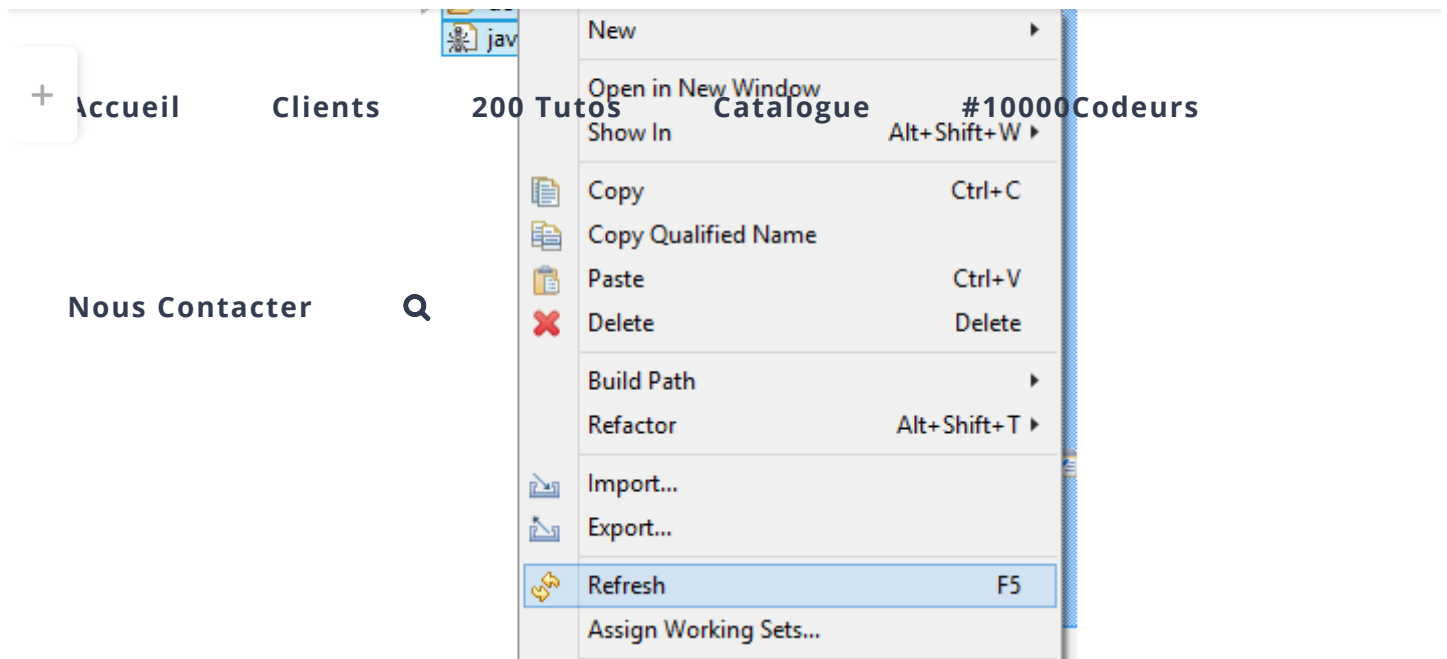 jav
New
Open in New Window
Accueil Clients 200 Tutos Catalogue #10000Codeurs
Show In Alt+Shift+W
Copy Ctrl+C
Copy Qualified Name
Paste Ctrl+V
Nous Contacter
Delete Delete
Build Path
Refactor Alt+Shift+T
Import...
Export...
Refresh F5
Assign Working Sets...